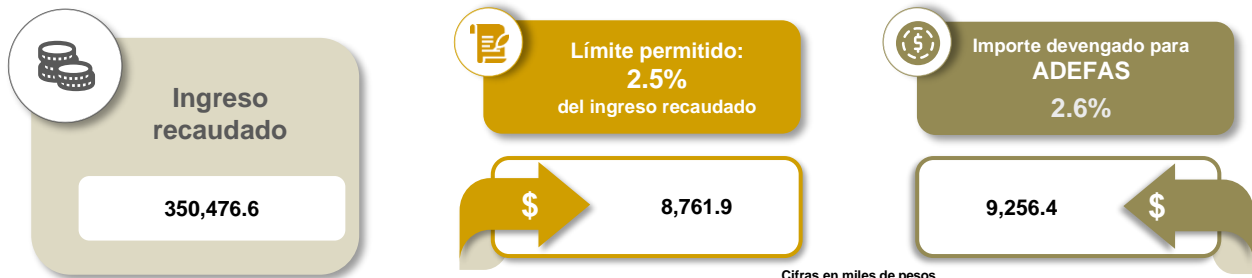 Ingreso
recaudado
350,476.6
Límite permitido:
2.5%
del ingreso recaudado
$
8,761.9
Importe devengado para
ADEFAS
2.6%
9,256.4
$
Cifras en miles de pesos